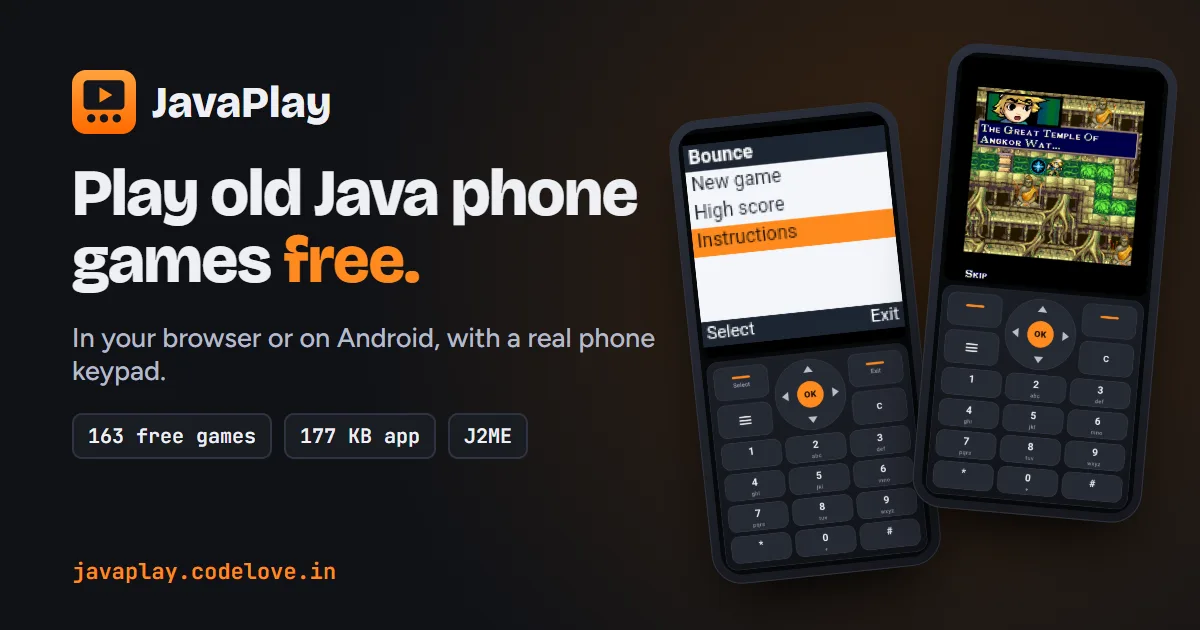 JavaPlay
Play old Java phone
games free.
In your browser or on Android, with a real phone
keypad.
163 free games
177 KB app
J2ME
javaplay.codelove.in
Bounce
New game
High score
Instructions
Select
Exit
Select
Exit
OK
C
1
2
abc
3
def
4
ghi
5
jkl
6
mno
7
pqrs
8
tuv
9
wxyz
*
0
+
#
The Great Temple Of
Angkor Wat...
Skip
OK
C
1
2
abc
3
def
4
ghi
5
jkl
6
mno
7
pqrs
8
tuv
9
wxyz
*
0
+
#